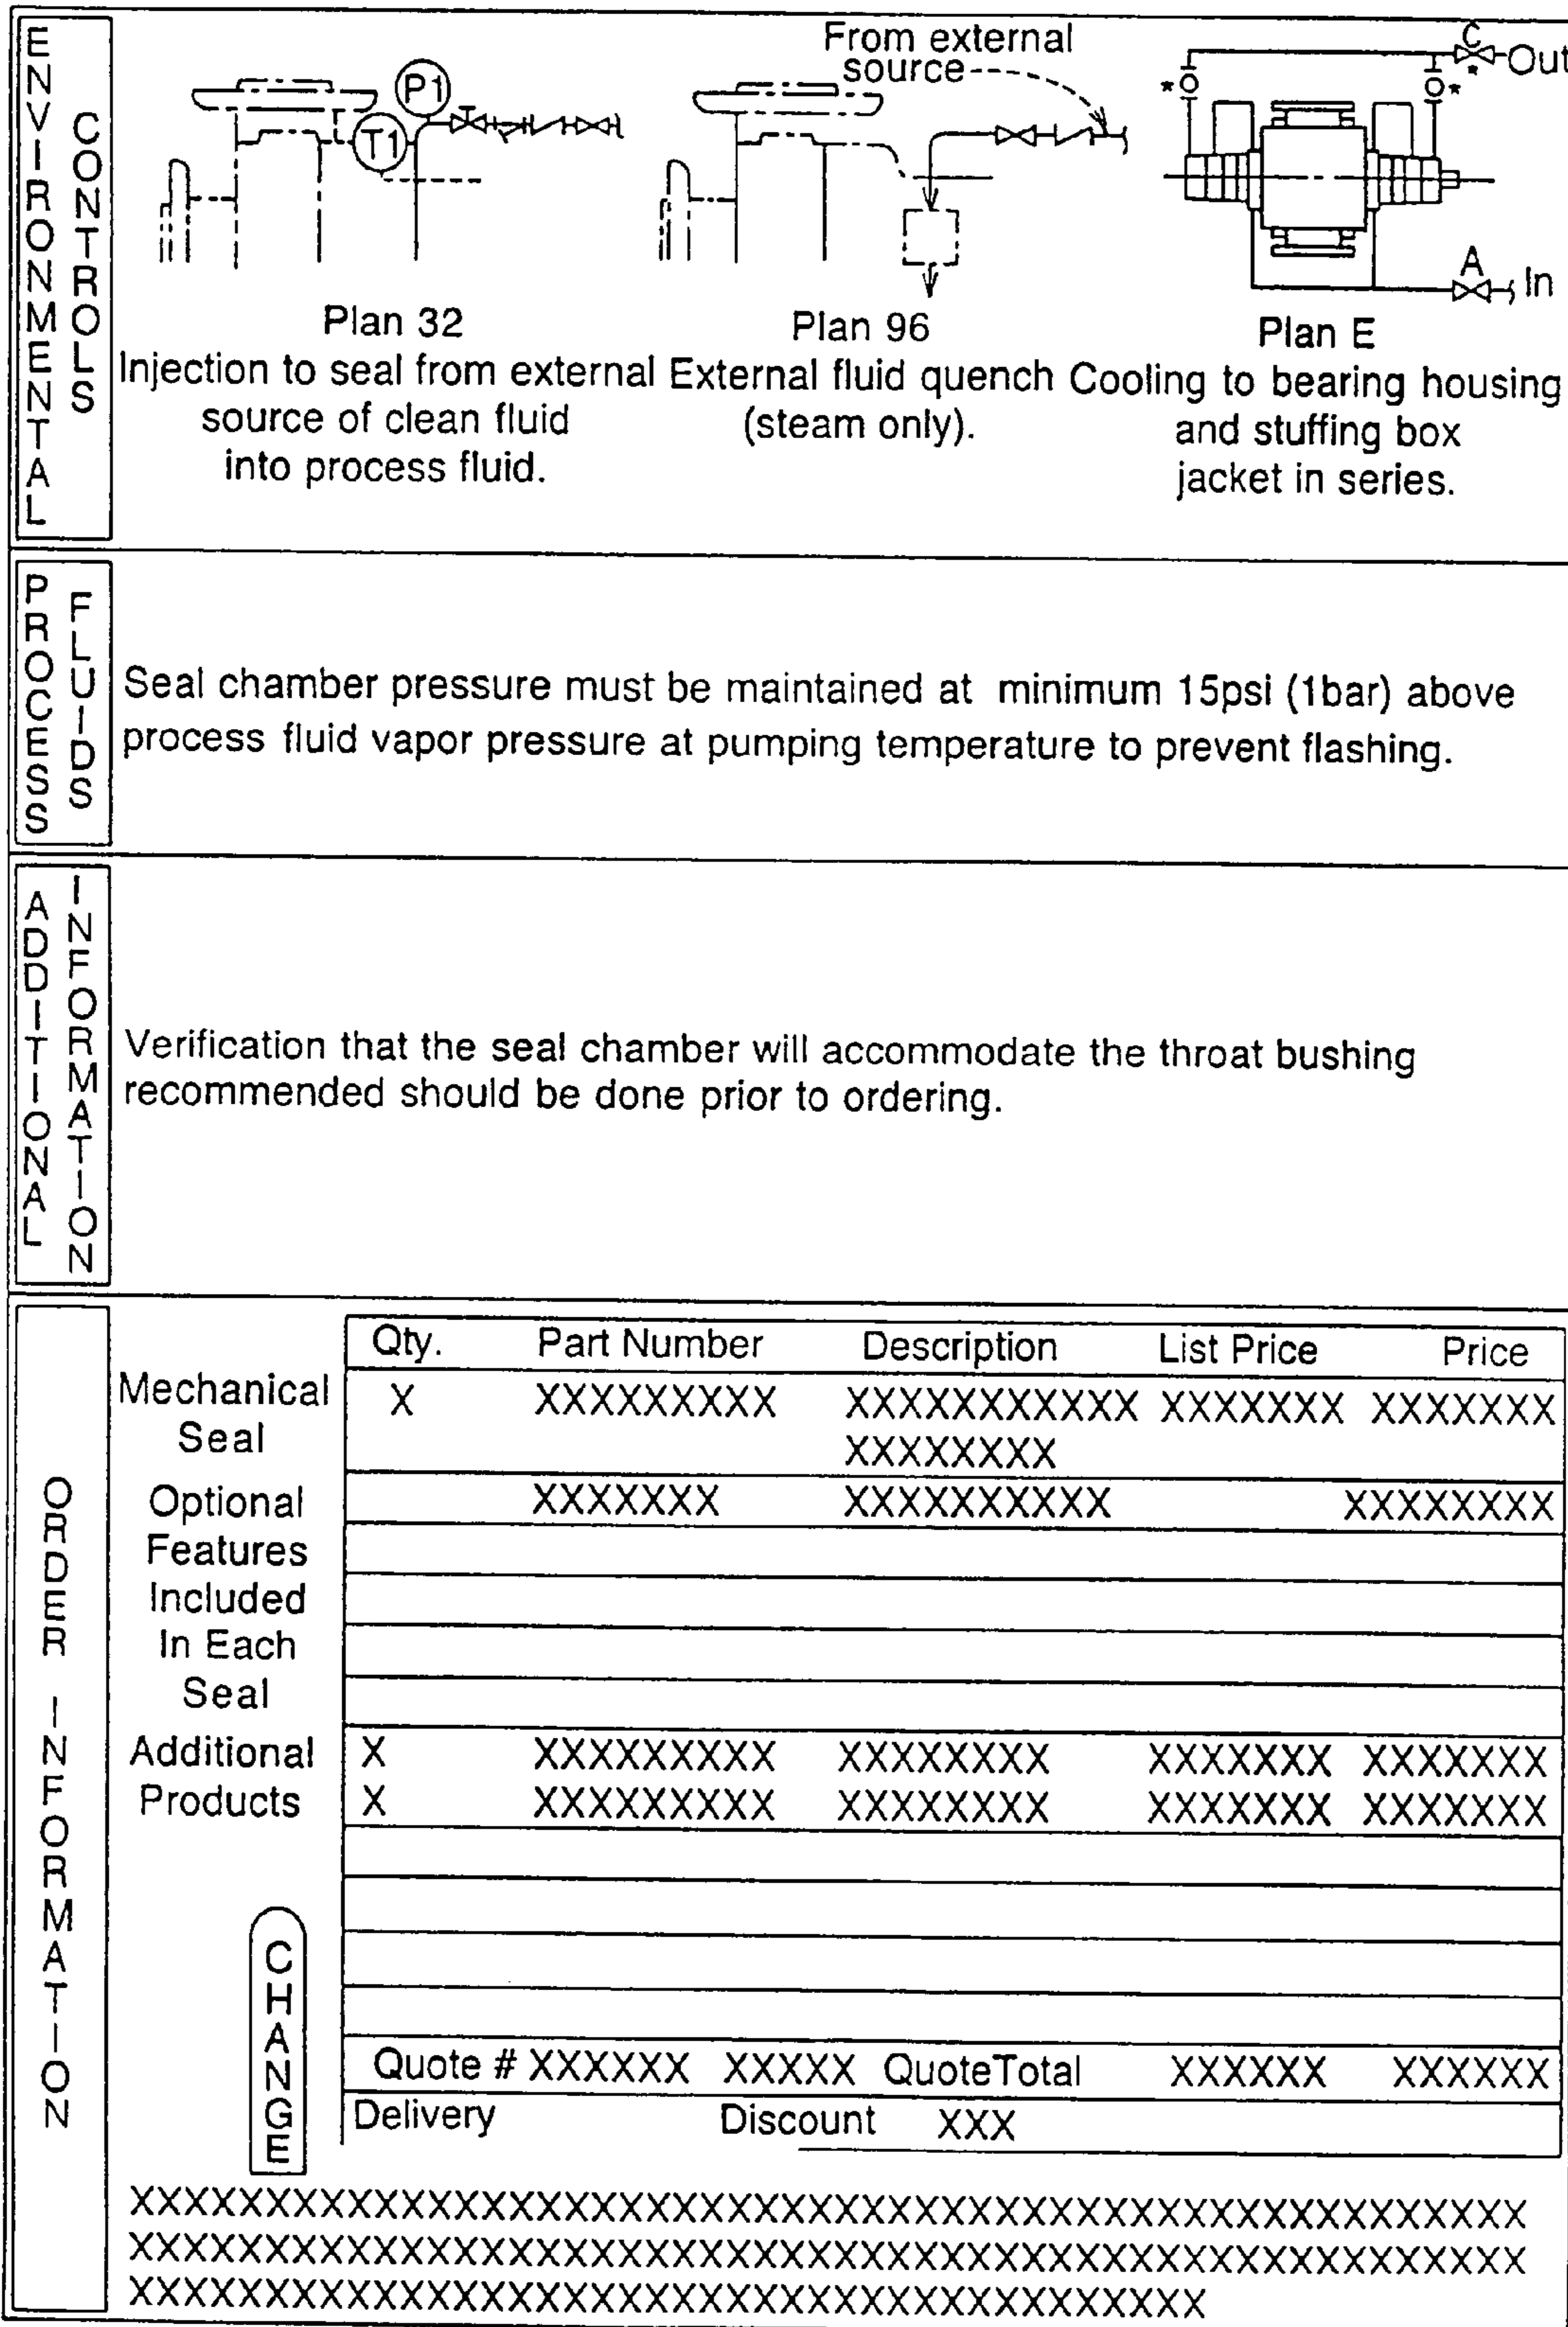 ENVIRONMENTAL
CONTROLS
P1
T1
Plan 32
Injection to seal from external
source of clean fluid
into process fluid.
From external
source
Plan 96
External fluid quench
(steam only).
C
Out
*
*
*
A
In
Plan E
Cooling to bearing housing
and stuffing box
jacket in series.
PROCESS
FLUIDS
Seal chamber pressure must be maintained at minimum 15psi (1bar) above
process fluid vapor pressure at pumping temperature to prevent flashing.
ADDITIONAL
INFORMATION
Verification that the seal chamber will accommodate the throat bushing
recommended should be done prior to ordering.
ORDER INFORMATION
Qty. Part Number Description List Price Price
Mechanical X XXXXXXXXX XXXXXXXXXXX XXXXXXX XXXXXXX
Seal XXXXXXXX
Optional XXXXXXX XXXXXXXXXX XXXXXXXX
Features
Included
In Each
Seal
Additional X XXXXXXXXX XXXXXXXX XXXXXXX XXXXXXX
Products X XXXXXXXXX XXXXXXXX XXXXXXX XXXXXXX
CHANGE
Quote # XXXXXX XXXXX QuoteTotal XXXXXX XXXXXX
Delivery Discount XXX
XXXXXXXXXXXXXXXXXXXXXXXXXXXXXXXXXXXXXXXXXXXXXXXXXXXX
XXXXXXXXXXXXXXXXXXXXXXXXXXXXXXXXXXXXXXXXXXXXXXXXXXXX
XXXXXXXXXXXXXXXXXXXXXXXXXXXXXXXXXXXXXXXX